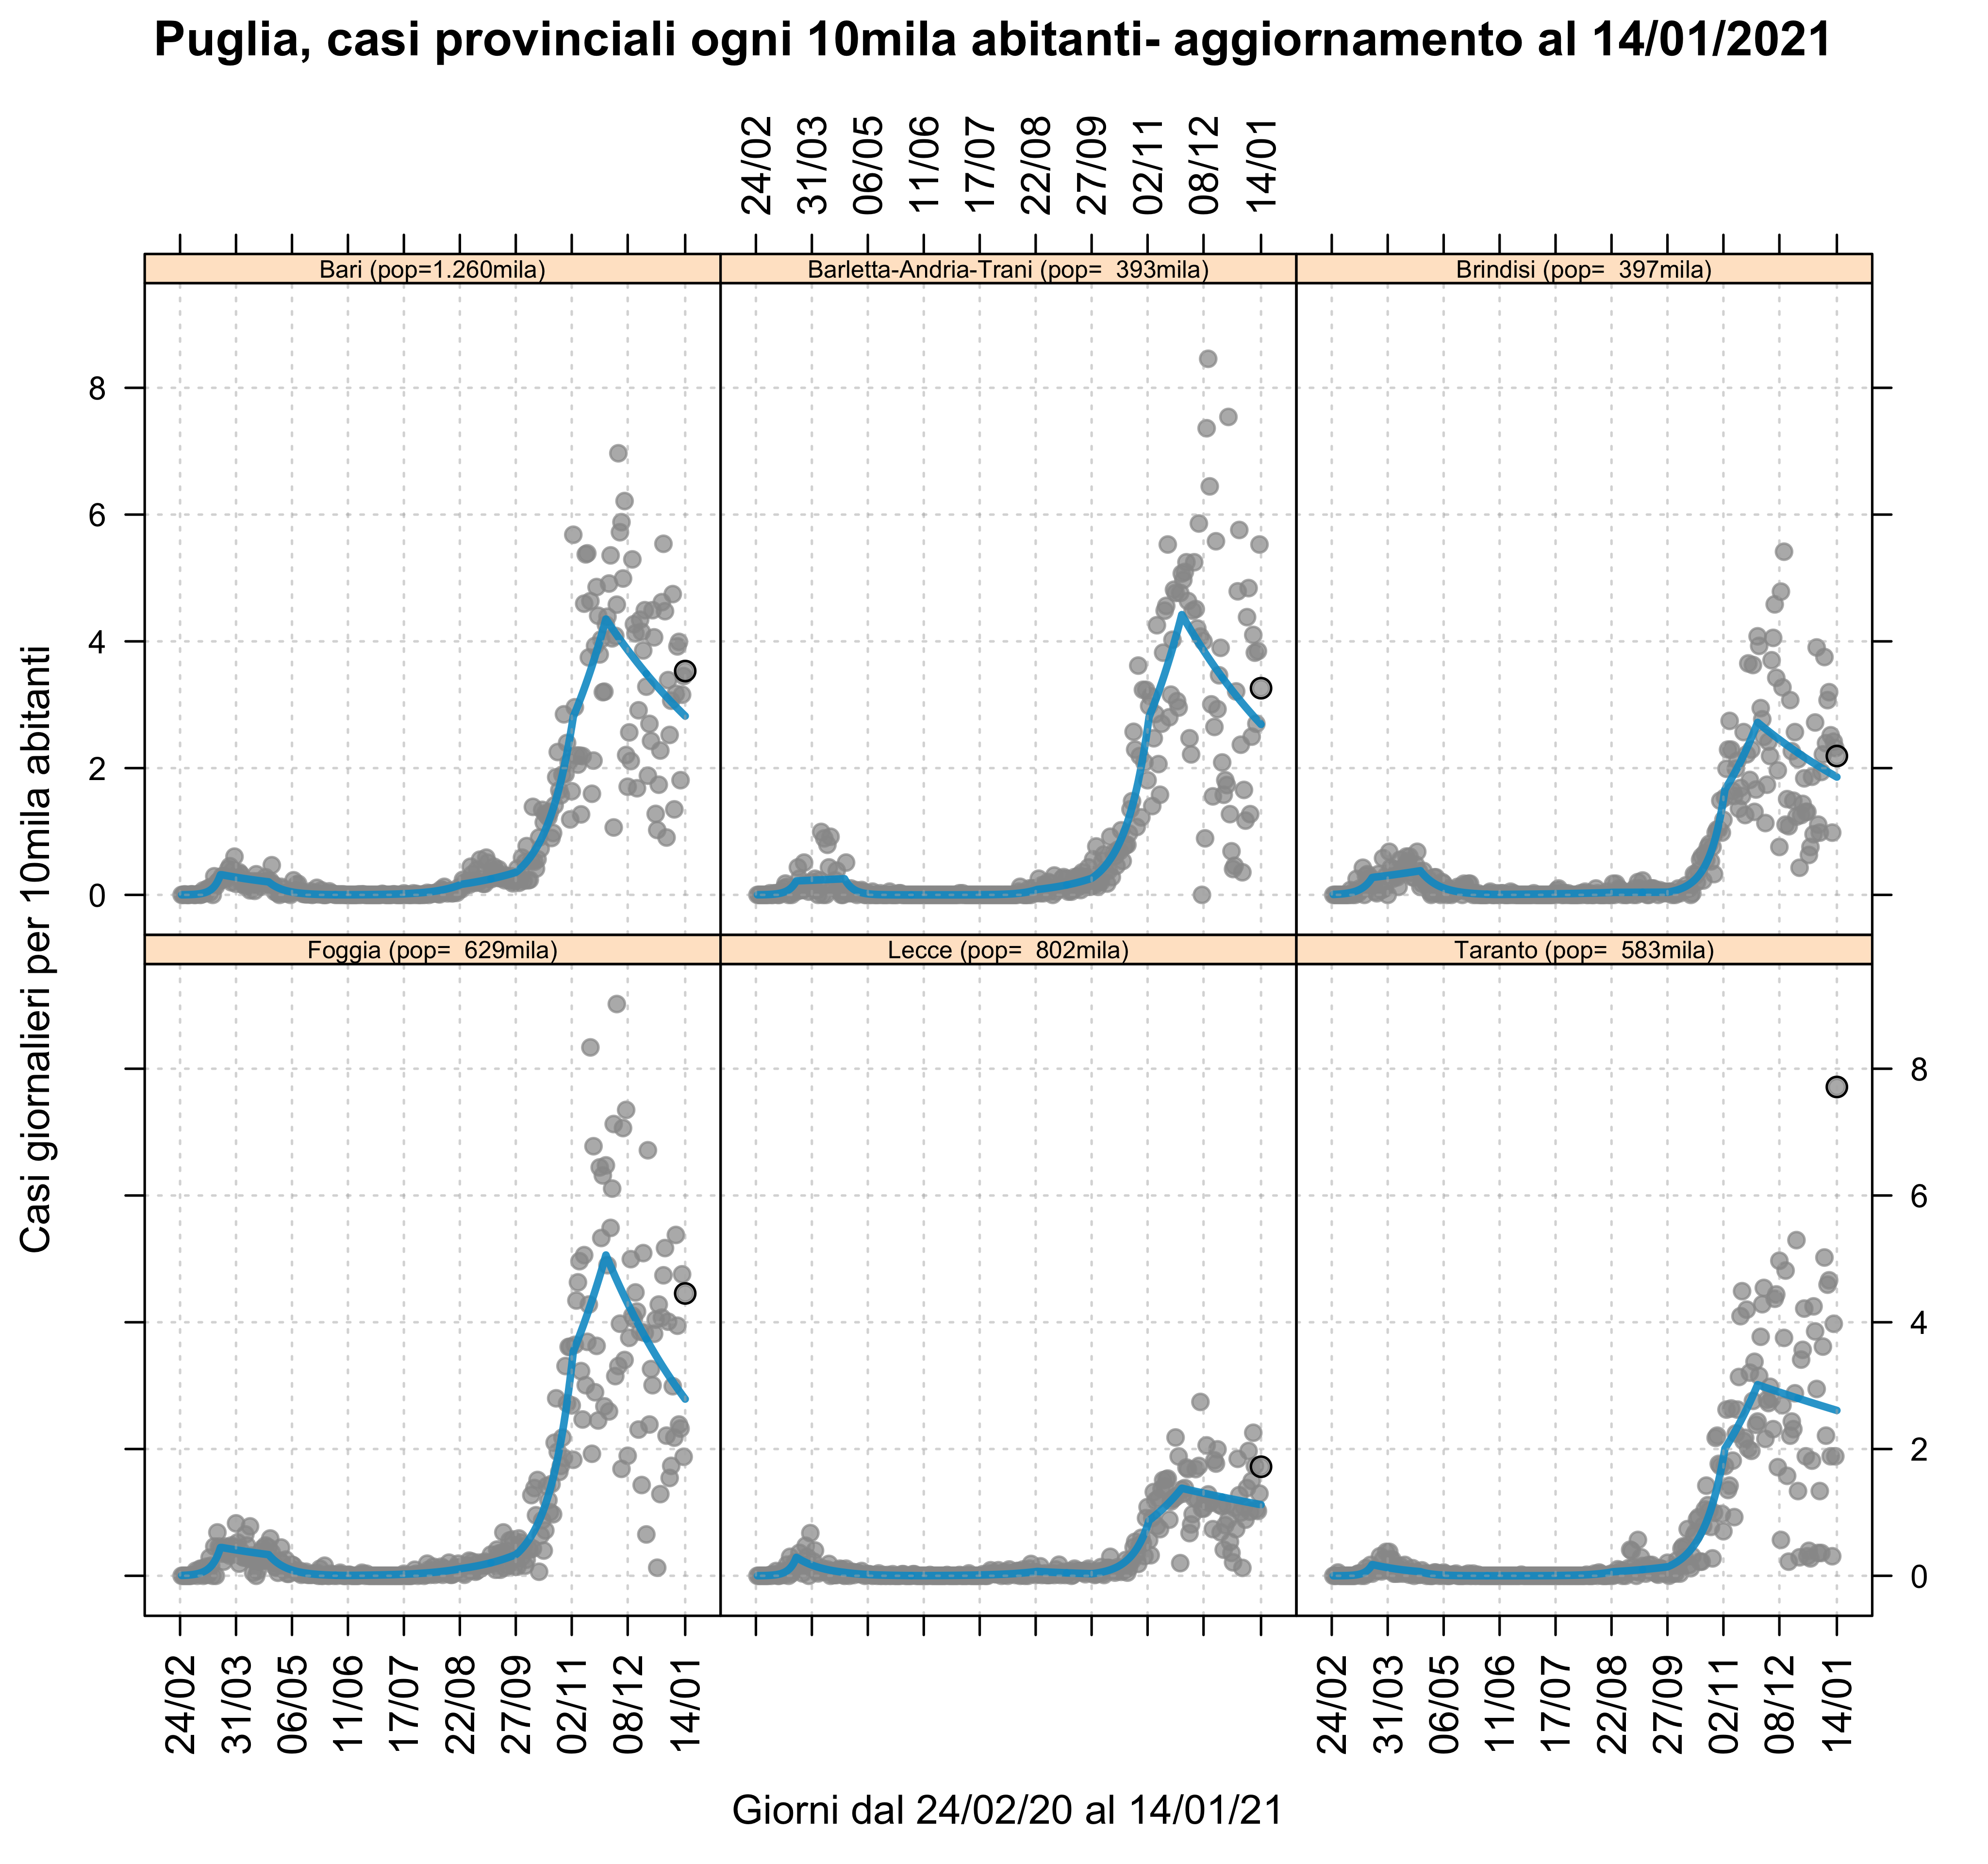 Puglia, casi provinciali ogni 10mila abitanti- aggiornamento al 14/01/2021
24/02 31/03 06/05 11/06 17/07 22/08 27/09 02/11 08/12 14/01
Bari (pop=1.260mila) Barletta-Andria-Trani (pop=  393mila) Brindisi (pop=  397mila)
8
6
4
2
0
Casi giornalieri per 10mila abitanti
Foggia (pop=  629mila) Lecce (pop=  802mila) Taranto (pop=  583mila)
8
6
4
2
0
24/02 31/03 06/05 11/06 17/07 22/08 27/09 02/11 08/12 14/01 24/02 31/03 06/05 11/06 17/07 22/08 27/09 02/11 08/12 14/01
Giorni dal 24/02/20 al 14/01/21